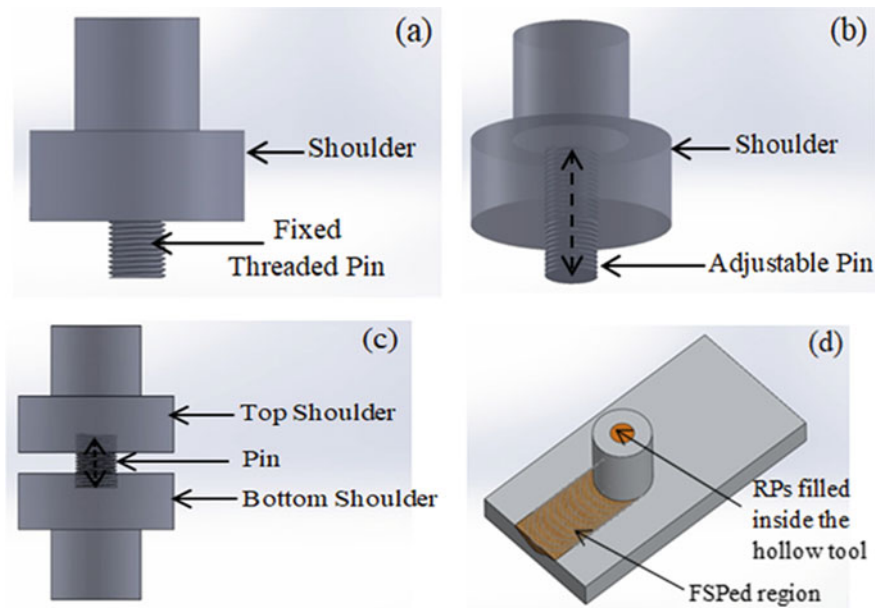 (a)
Shoulder
Fixed
Threaded Pin
(b)
Shoulder
Adjustable Pin
(c)
Top Shoulder
Pin
Bottom Shoulder
(d)
RPs filled
inside the
hollow tool
FSPed region